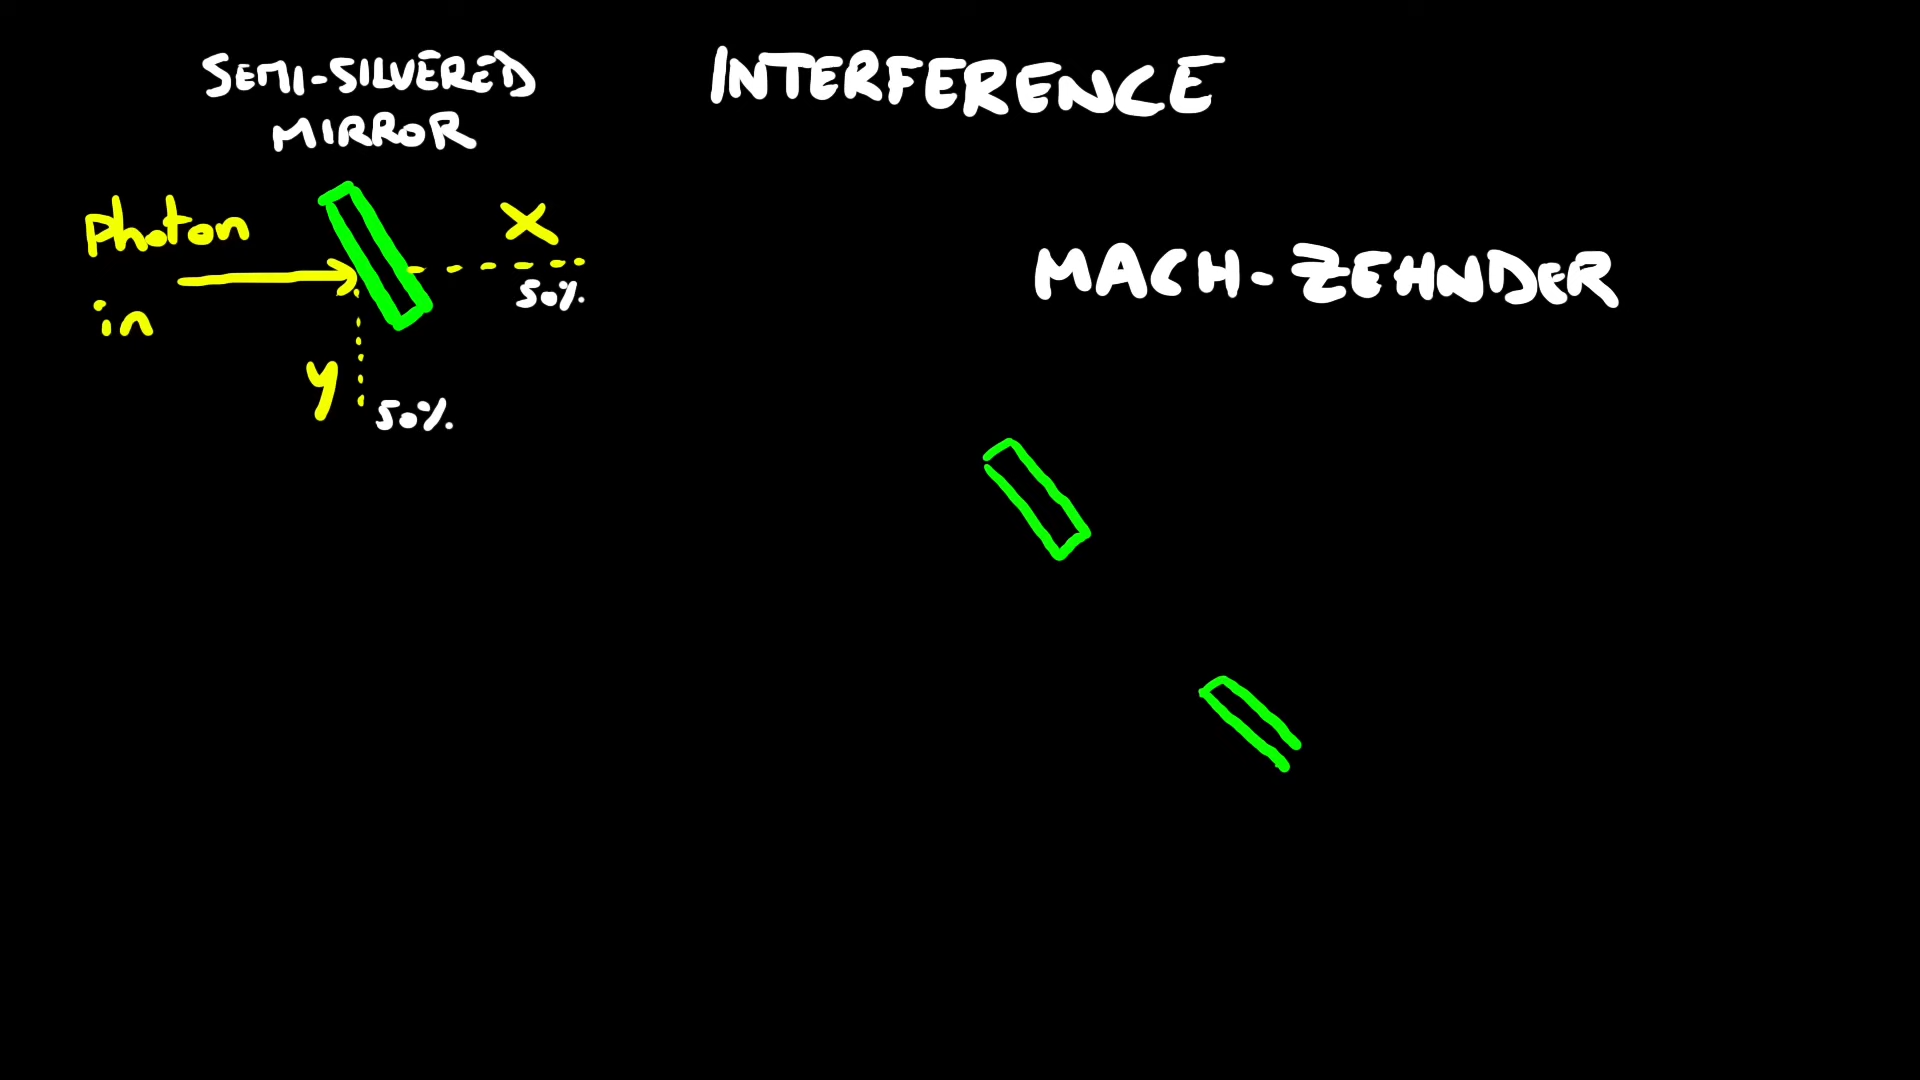 SEMI-SILVERED
MIRROR
INTERFERENCE
photon
in
x
50%.
y
50%.
MACH-ZEHNDER